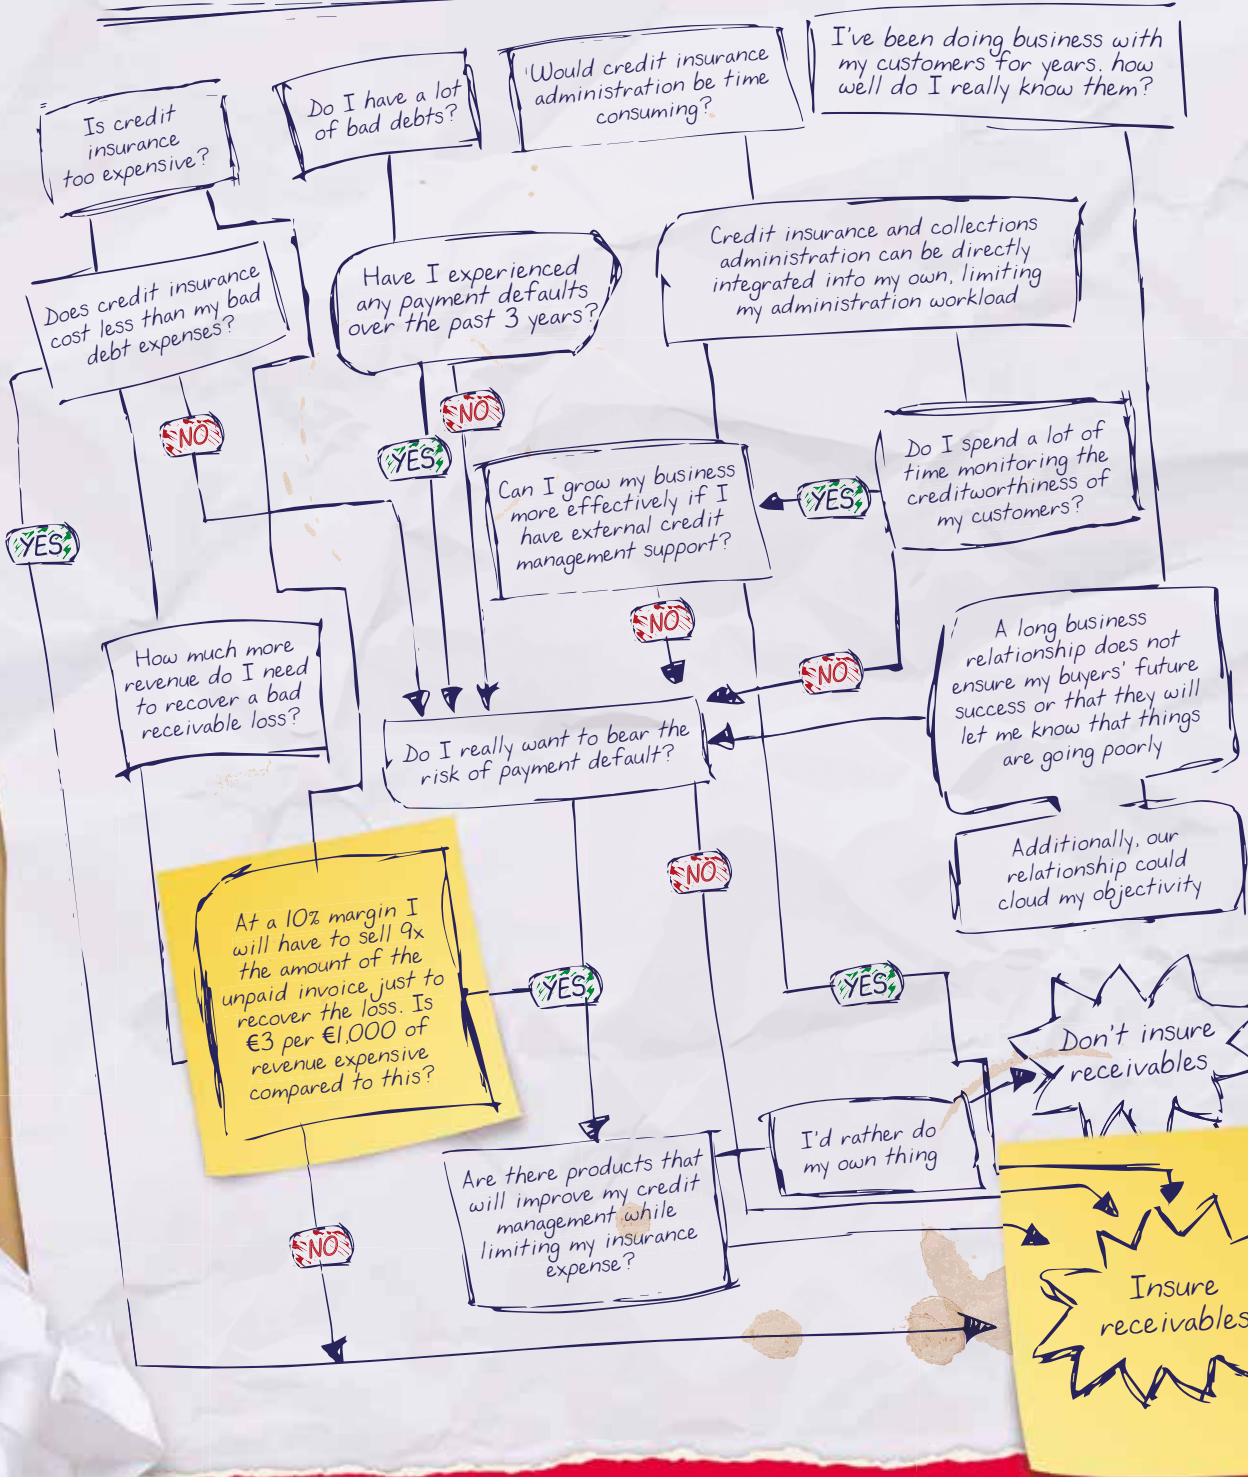 Is credit
insurance
too expensive?
Do I have a lot
of bad debts?
Would credit insurance
administration be time
consuming?
I've been doing business with
my customers for years. how
well do I really know them?
Does credit insurance
cost less than my bad
debt expenses?
Have I experienced
any payment defaults
over the past 3 years?
Credit insurance and collections
administration can be directly
integrated into my own, limiting
my administration workload
NO
NO
YES
YES
Can I grow my business
more effectively if I
have external credit
management support?
YES
Do I spend a lot of
time monitoring the
creditworthiness of
my customers?
NO
NO
How much more
revenue do I need
to recover a bad
receivable loss?
Do I really want to bear the
risk of payment default?
A long business
relationship does not
ensure my buyers' future
success or that they will
let me know that things
are going poorly
Additionally, our
relationship could
cloud my objectivity
NO
At a 10% margin I
will have to sell 9x
the amount of the
unpaid invoice just to
recover the loss. Is
€3 per €1,000 of
revenue expensive
compared to this?
YES
YES
Don't insure
receivables
I'd rather do
my own thing
Are there products that
will improve my credit
management while
limiting my insurance
expense?
NO
Insure
receivables